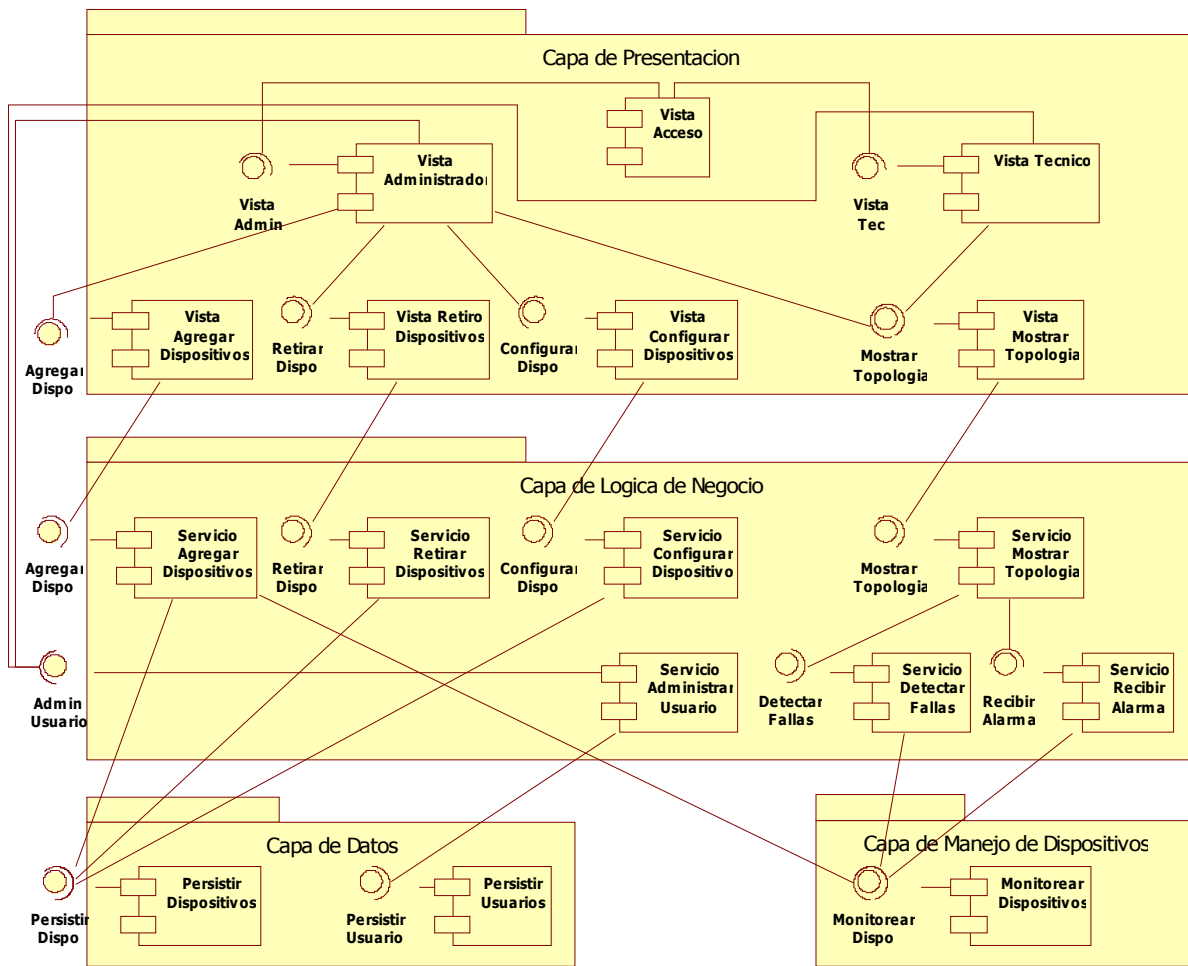 Capa de Presentacion
Vista
Acceso
Vista
Administrador
Vista Tecnico
Vista
Admin
Vista
Tec
Vista
Agregar
Dispositivos
Vista Retiro
Dispositivos
Vista
Configurar
Dispositivos
Vista
Mostrar
Topologia
Agregar
Dispo
Retirar
Dispo
Configurar
Dispo
Mostrar
Topologia
Capa de Logica de Negocio
Servicio
Agregar
Dispositivos
Servicio
Retirar
Dispositivos
Servicio
Configurar
Dispositivo
Servicio
Mostrar
Topologia
Agregar
Dispo
Retirar
Dispo
Configurar
Dispo
Mostrar
Topologia
Servicio
Administrar
Usuario
Servicio
Detectar
Fallas
Servicio
Recibir
Alarma
Admin
Usuario
Detectar
Fallas
Recibir
Alarma
Capa de Datos
Capa de Manejo de Dispositivos
Persistir
Dispositivos
Persistir
Usuarios
Monitorear
Dispositivos
Persistir
Dispo
Persistir
Usuario
Monitorear
Dispo